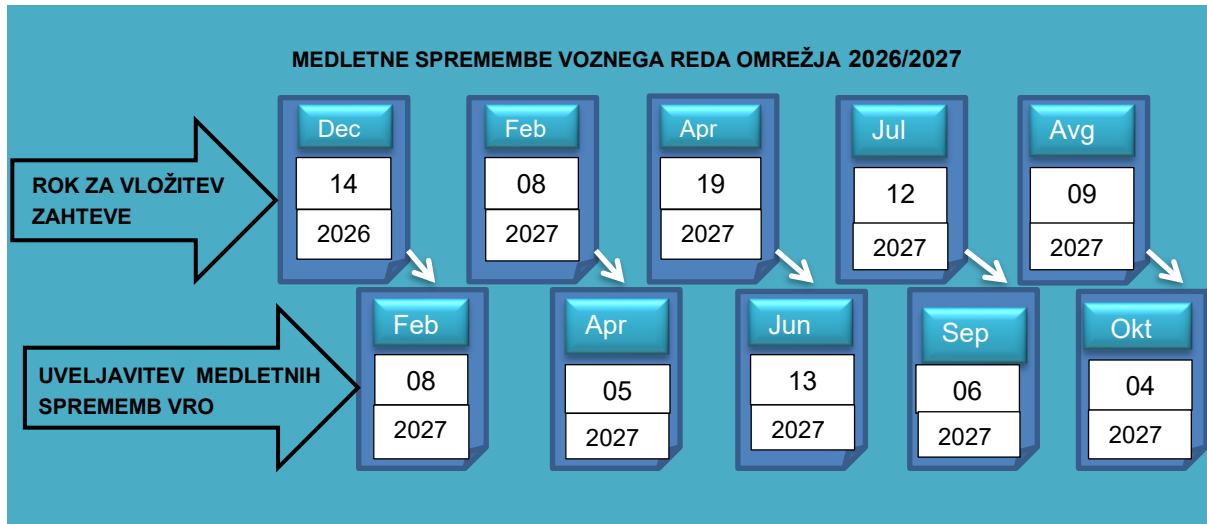 MEDLETNE SPREMEMBE VOZNEGA REDA OMREŽJA 2026/2027
ROK ZA VLOŽITEV
ZAHTEVE
Dec
14
2026
Feb
08
2027
Apr
19
2027
Jul
12
2027
Avg
09
2027
UVELJAVITEV MEDLETNIH
SPREMEMB VRO
Feb
08
2027
Apr
05
2027
Jun
13
2027
Sep
06
2027
Okt
04
2027